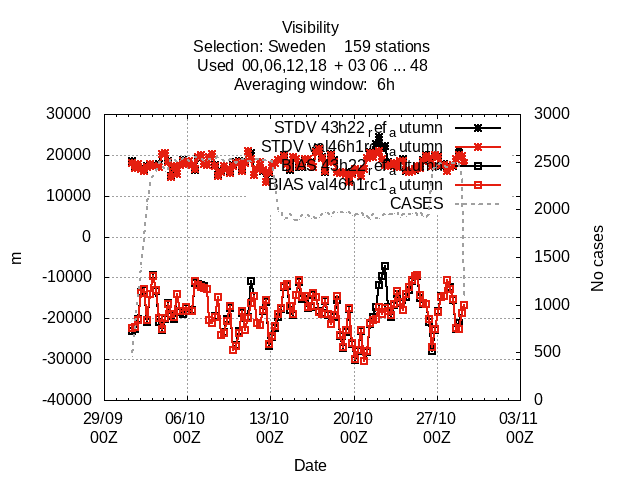 Visibility
Selection: Sweden 159 stations
Used 00,06,12,18 + 03 06 ... 48
Averaging window: 6h
30000
20000
10000
0
-10000
-20000
-30000
-40000
m
3000
2500
2000
1500
1000
500
0
No cases
STDV 43h22_ref_autumn
STDV val46h1rc1_autumn
BIAS 43h22_ref_autumn
BIAS val46h1rc1_autumn
CASES
29/09 06/10 13/10 20/10 27/10 03/11
00Z 00Z 00Z 00Z 00Z 00Z
Date